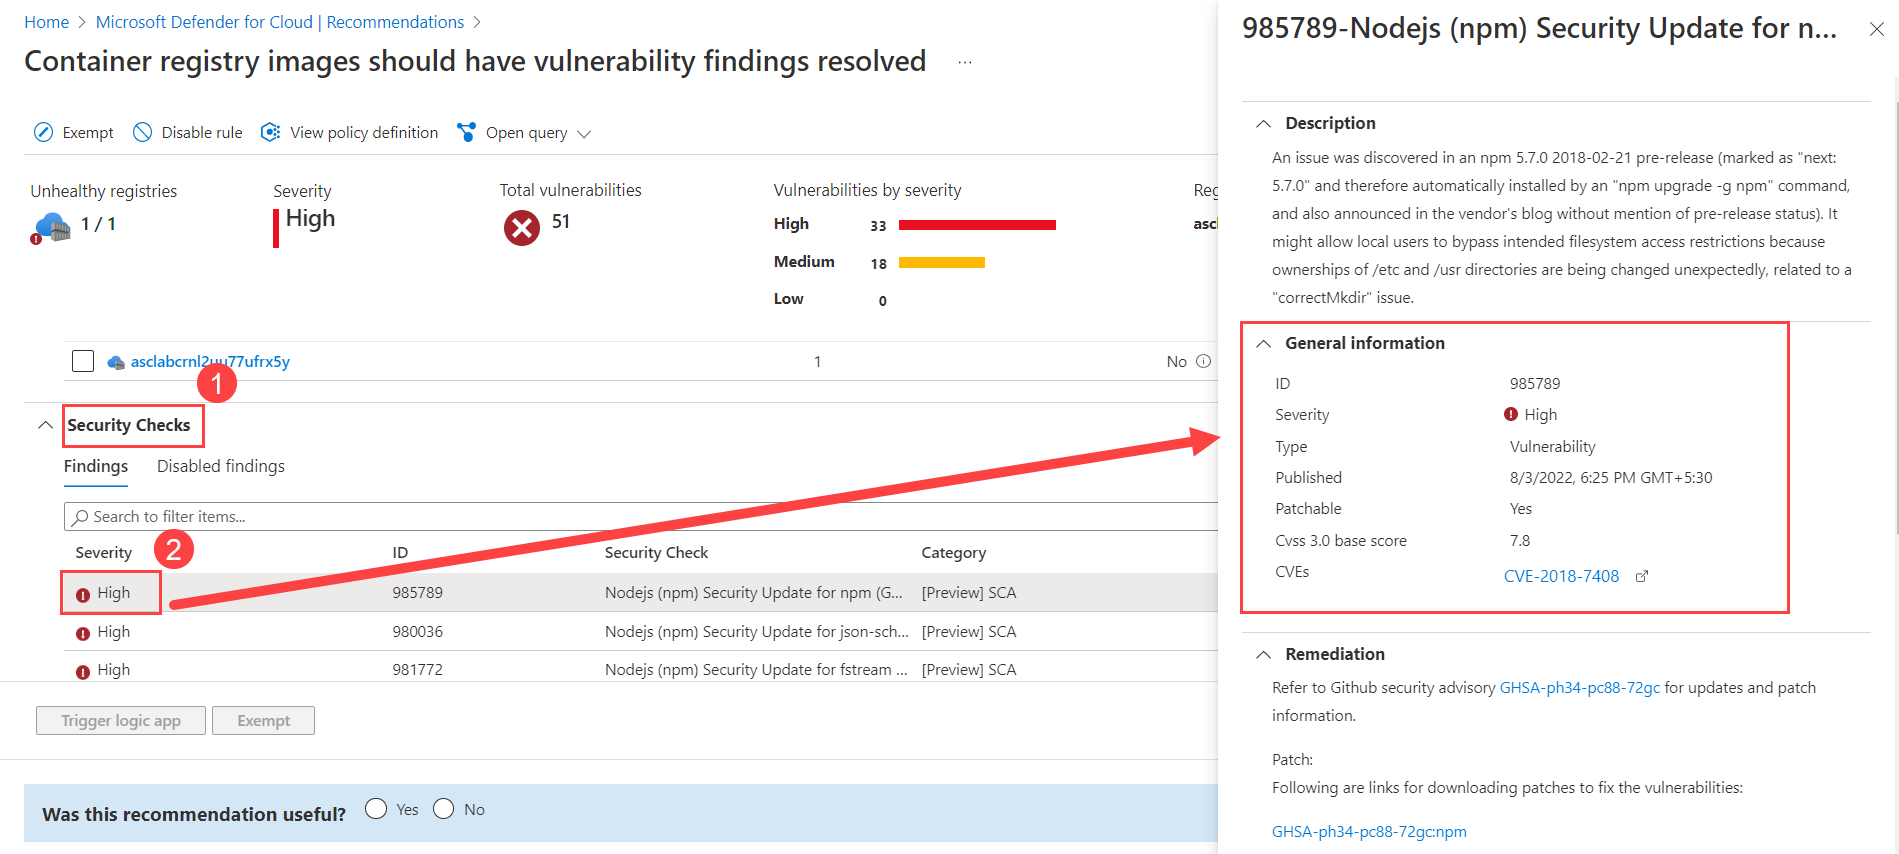 Home > Microsoft Defender for Cloud | Recommendations >
Container registry images should have vulnerability findings resolved ...
Exempt Disable rule View policy definition Open query
Unhealthy registries
1 / 1
Severity
High
Total vulnerabilities
51
Vulnerabilities by severity
High 33
Medium 18
Low 0
asclabcrnl2uu77ufrx5y 1 No
1
Security Checks
Findings Disabled findings
Search to filter items...
2
Severity ID Security Check Category
High 985789 Nodejs (npm) Security Update for npm (G... [Preview] SCA
High 980036 Nodejs (npm) Security Update for json-sch... [Preview] SCA
High 981772 Nodejs (npm) Security Update for fstream ... [Preview] SCA
Trigger logic app Exempt
Was this recommendation useful? Yes No
985789-Nodejs (npm) Security Update for n...
Description
An issue was discovered in an npm 5.7.0 2018-02-21 pre-release (marked as "next:
5.7.0" and therefore automatically installed by an "npm upgrade -g npm" command,
and also announced in the vendor's blog without mention of pre-release status). It
might allow local users to bypass intended filesystem access restrictions because
ownerships of /etc and /usr directories are being changed unexpectedly, related to a
"correctMkdir" issue.
General information
ID 985789
Severity High
Type Vulnerability
Published 8/3/2022, 6:25 PM GMT+5:30
Patchable Yes
Cvss 3.0 base score 7.8
CVEs CVE-2018-7408
Remediation
Refer to Github security advisory GHSA-ph34-pc88-72gc for updates and patch
information.
Patch:
Following are links for downloading patches to fix the vulnerabilities:
GHSA-ph34-pc88-72gc:npm